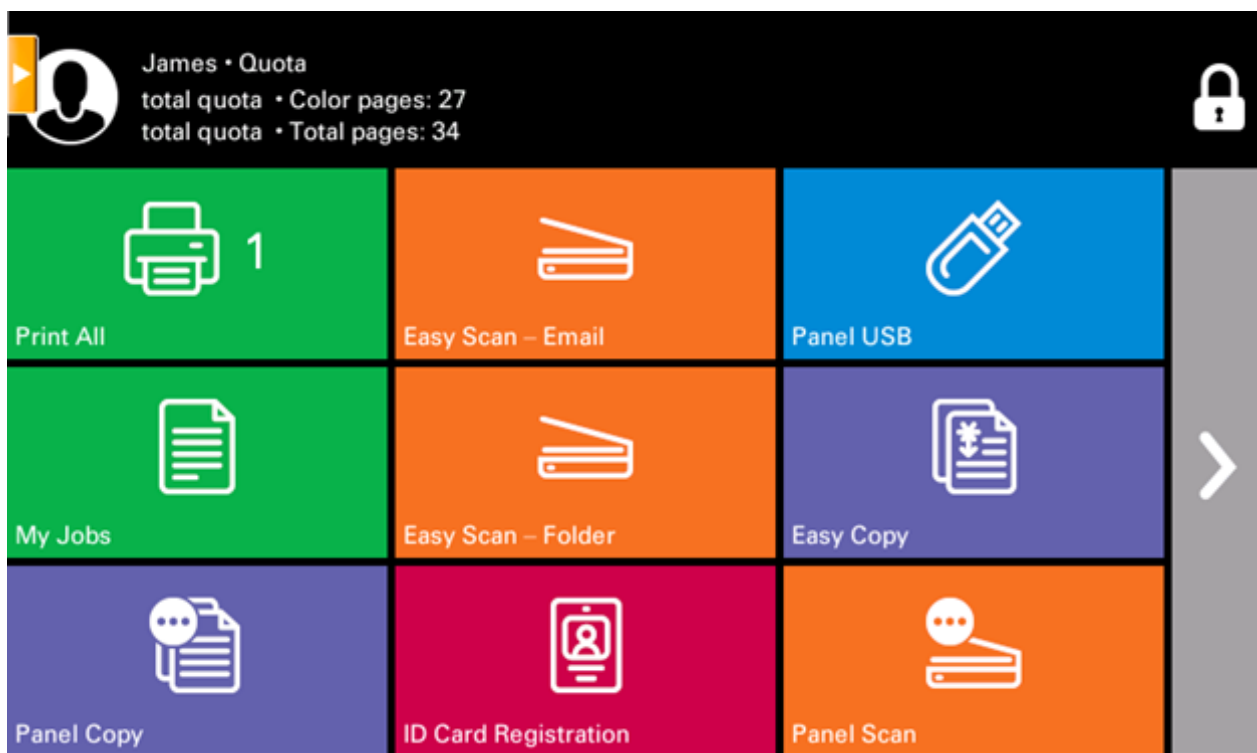 James • Quota
total quota • Color pages: 27
total quota • Total pages: 34
1
Print All
Easy Scan – Email
Panel USB
My Jobs
Easy Scan – Folder
Easy Copy
Panel Copy
ID Card Registration
Panel Scan